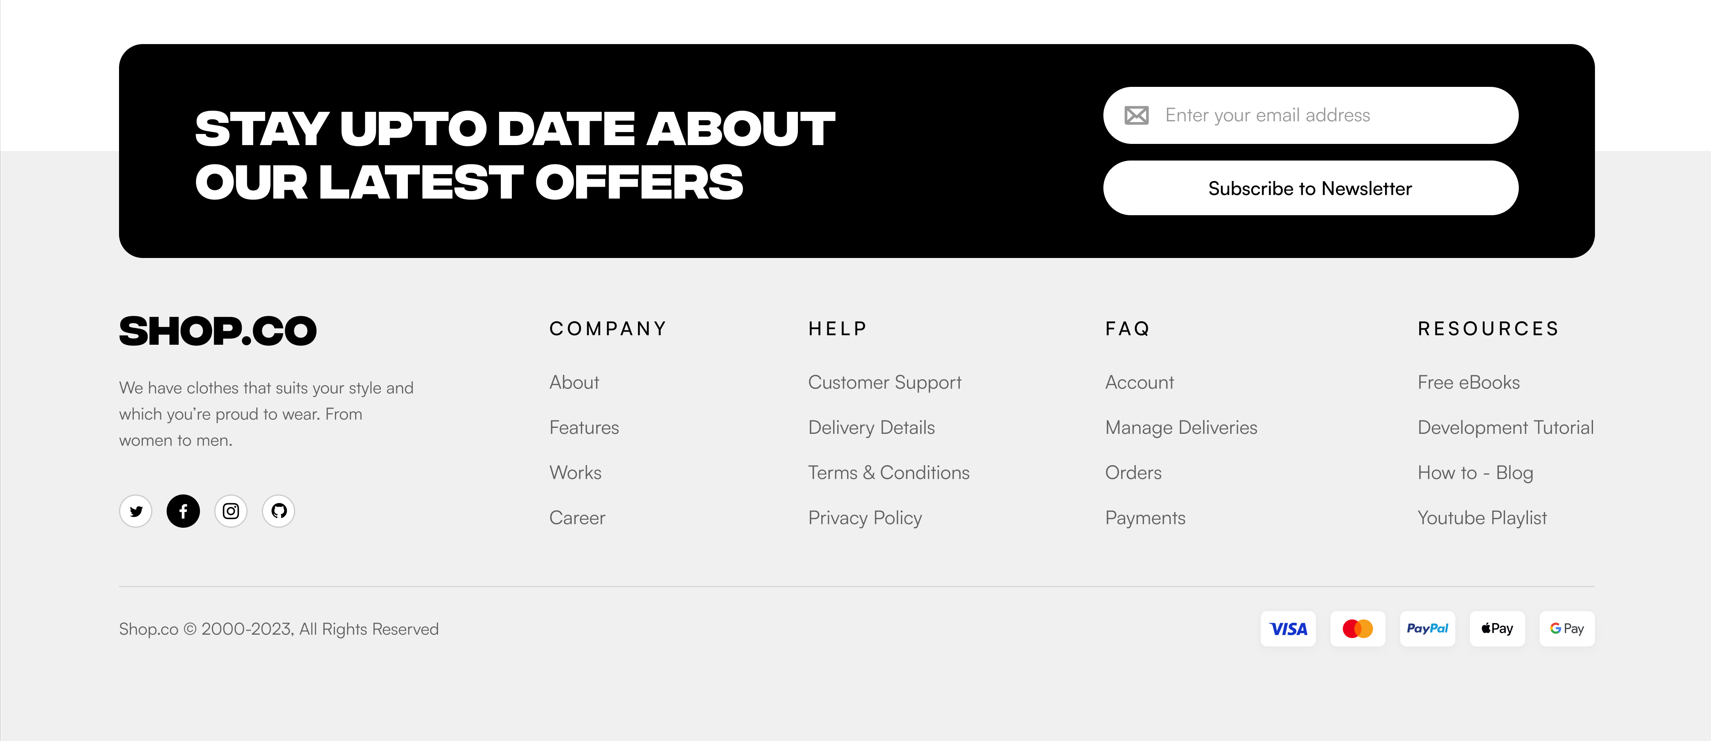 STAY UPTO DATE ABOUT
OUR LATEST OFFERS
Enter your email address
Subscribe to Newsletter
SHOP.CO
We have clothes that suits your style and
which you’re proud to wear. From
women to men.
COMPANY
About
Features
Works
Career
HELP
Customer Support
Delivery Details
Terms & Conditions
Privacy Policy
FAQ
Account
Manage Deliveries
Orders
Payments
RESOURCES
Free eBooks
Development Tutorial
How to - Blog
Youtube Playlist
Shop.co © 2000-2023, All Rights Reserved
VISA
PayPal
Pay
G Pay